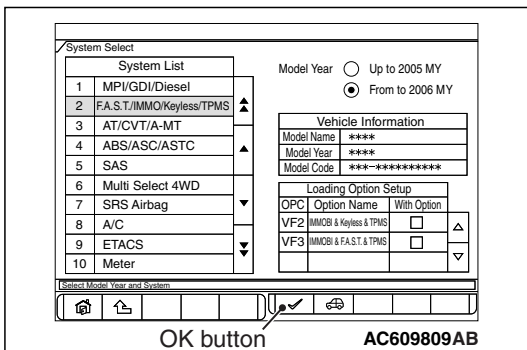 System Select
System List
1 MPI/GDI/Diesel
2 F.A.S.T./IMMO/Keyless/TPMS
3 AT/CVT/A-MT
4 ABS/ASC/ASTC
5 SAS
6 Multi Select 4WD
7 SRS Airbag
8 A/C
9 ETACS
10 Meter
Model Year Up to 2005 MY
From to 2006 MY
Vehicle Information
Model Name ****
Model Year ****
Model Code ***-**********
Loading Option Setup
OPC Option Name With Option
VF2 IMMOBI & Keyless & TPMS
VF3 IMMOBI & F.A.S.T. & TPMS
Select Model Year and System
OK button
AC609809AB